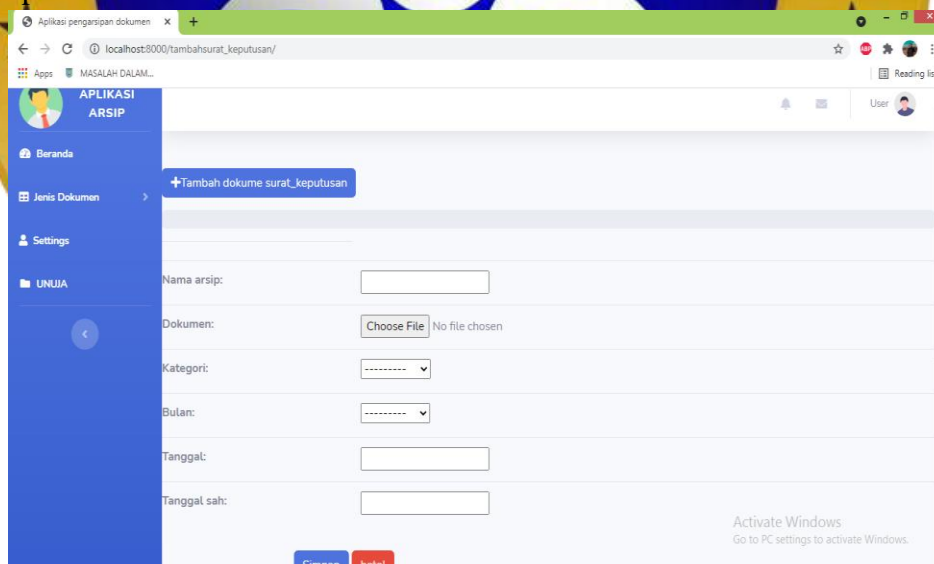 Aplikasi pengarsipan dokumen
localhost:8000/tambahsurat_keputusan/
ABP
Apps MASALAH DALAM... Reading lis
APLIKASI
ARSIP
User
Beranda
+Tambah dokume surat_keputusan
Jenis Dokumen
Settings
UNUJA
Nama arsip:
Dokumen: Choose File No file chosen
Kategori: ---------
Bulan: ---------
Tanggal:
Tanggal sah:
Activate Windows
Go to PC settings to activate Windows.
Simpan batal